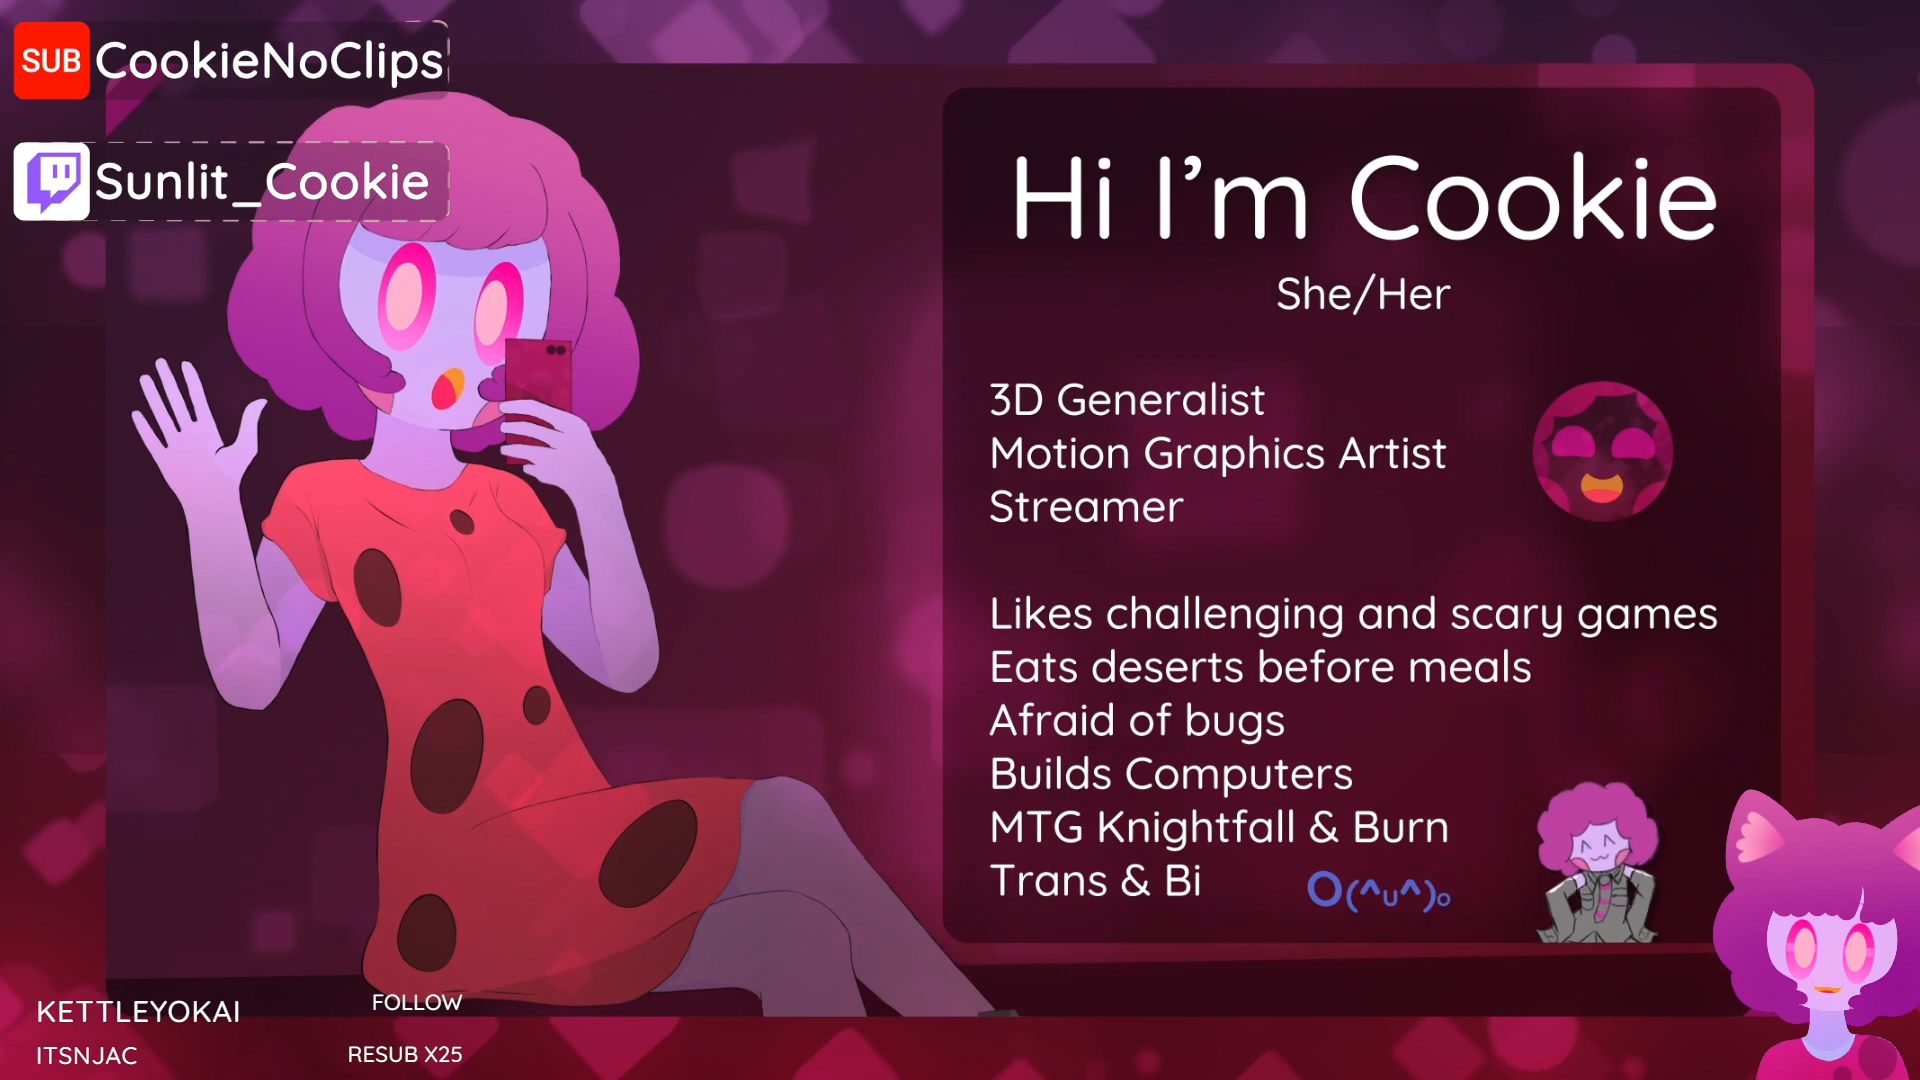 SUB CookieNoClips
Sunlit_Cookie
Hi I'm Cookie
She/Her
3D Generalist
Motion Graphics Artist
Streamer
Likes challenging and scary games
Eats deserts before meals
Afraid of bugs
Builds Computers
MTG Knightfall & Burn
Trans & Bi O(^u^)o
KETTLEYOKAI FOLLOW
ITSNJAC RESUB X25